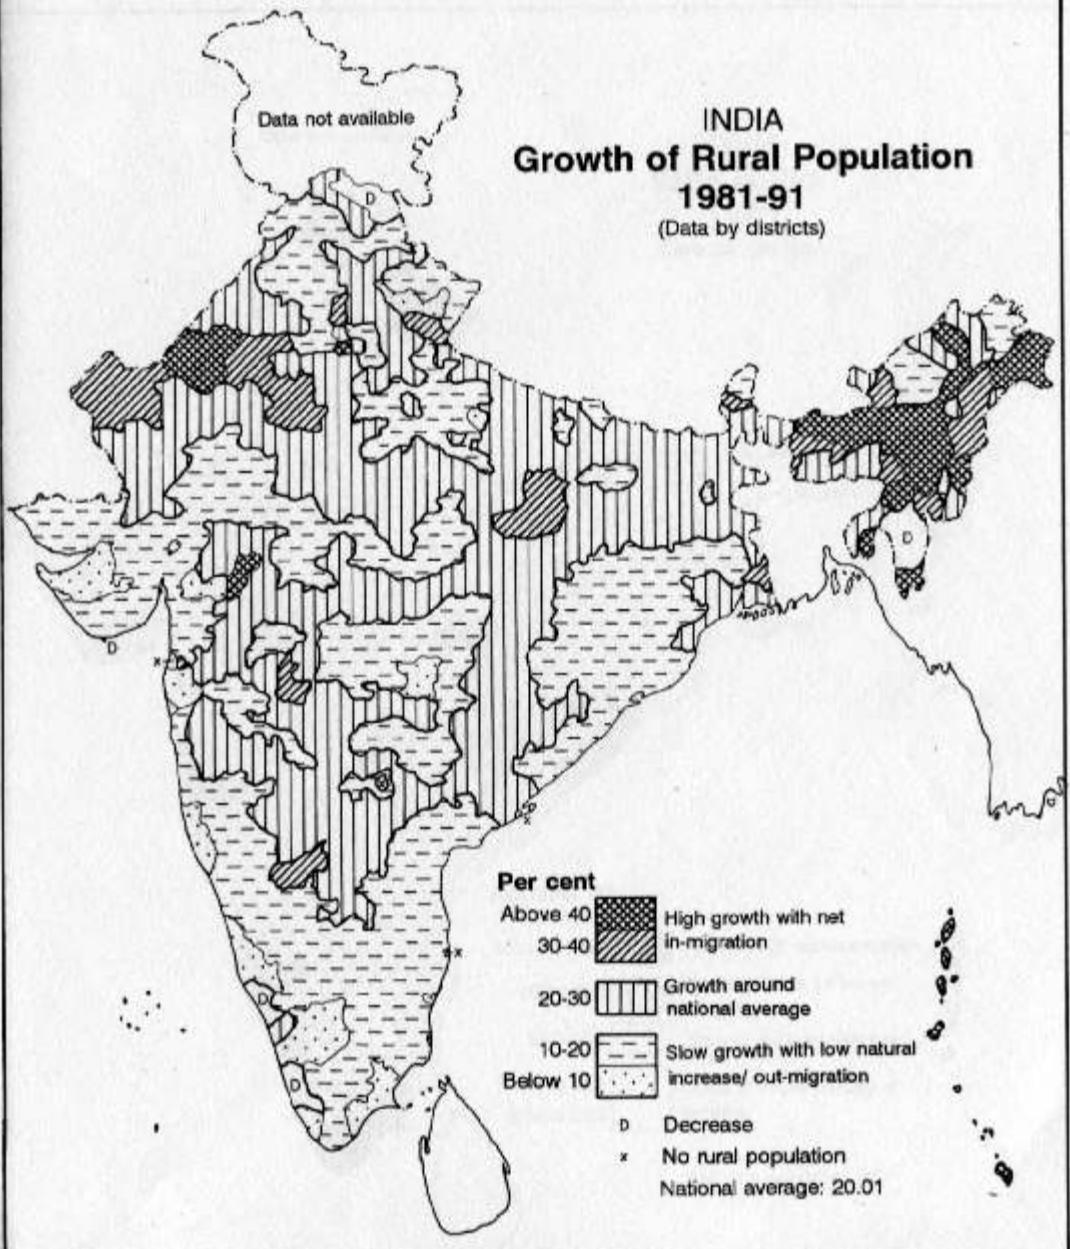 Data not available
INDIA
Growth of Rural Population
1981-91
(Data by districts)
D
D
D
x
x x
x
D
D
Per cent
Above 40
High growth with net
30-40
in-migration
20-30
Growth around
national average
10-20
Slow growth with low natural
Below 10
increase/ out-migration
D Decrease
x No rural population
National average: 20.01